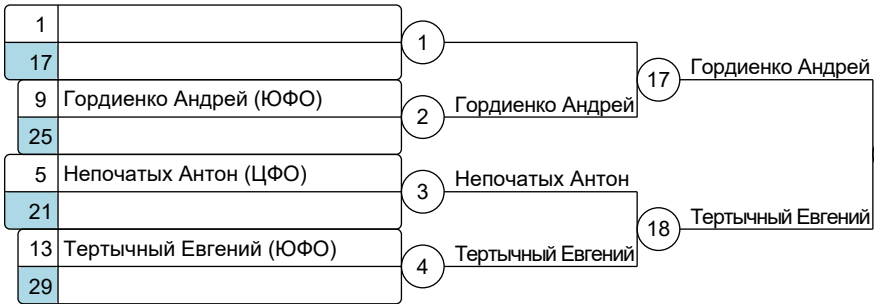 1
17
1
9 Гордиенко Андрей (ЮФО)
25
2
Гордиенко Андрей
17
Гордиенко Андрей
5 Непочатых Антон (ЦФО)
21
3
Непочатых Антон
13 Тертычный Евгений (ЮФО)
29
4
Тертычный Евгений
18
Тертычный Евгений